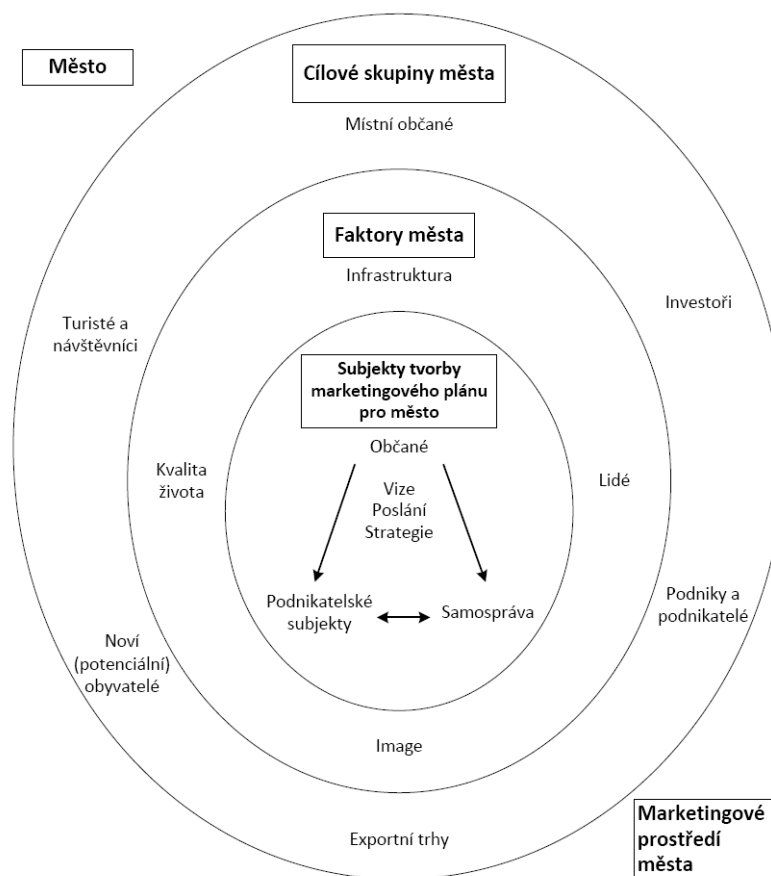 Město
Cílové skupiny města
Místní občané
Faktory města
Infrastruktura
Investoři
Turisté a
návštěvníci
Subjekty tvorby
marketingového plánu
pro město
Občané
Kvalita
života
Vize
Poslání
Strategie
Lidé
Podnikatelské
subjekty
Samospráva
Podniky a
podnikatelé
Noví
(potenciální)
obyvatelé
Image
Exportní trhy
Marketingové
prostředí
města